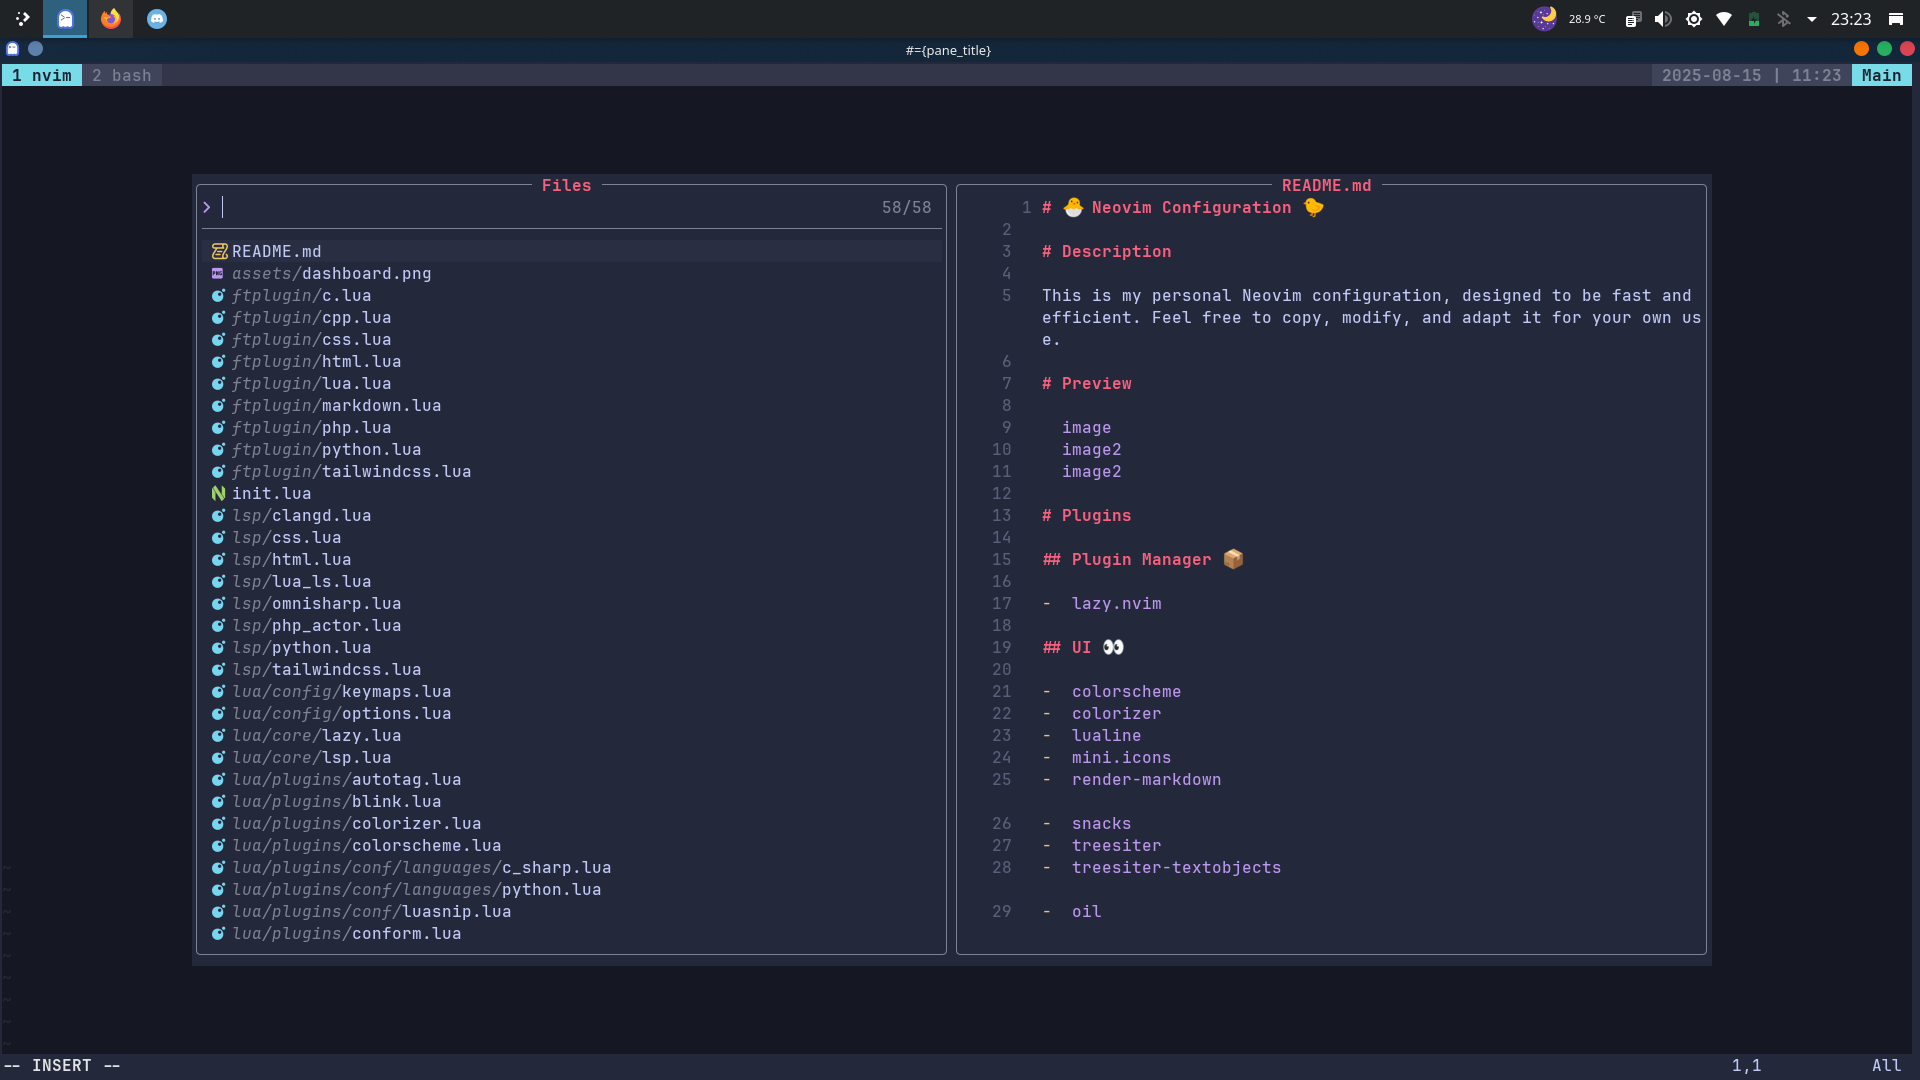 28.9 °C
23:23
#={pane_title}
1 nvim 2 bash
2025-08-15 | 11:23 Main
Files
> 58/58
README.md
assets/dashboard.png
ftplugin/c.lua
ftplugin/cpp.lua
ftplugin/css.lua
ftplugin/html.lua
ftplugin/lua.lua
ftplugin/markdown.lua
ftplugin/php.lua
ftplugin/python.lua
ftplugin/tailwindcss.lua
init.lua
lsp/clangd.lua
lsp/css.lua
lsp/html.lua
lsp/lua_ls.lua
lsp/omnisharp.lua
lsp/php_actor.lua
lsp/python.lua
lsp/tailwindcss.lua
lua/config/keymaps.lua
lua/config/options.lua
lua/core/lazy.lua
lua/core/lsp.lua
lua/plugins/autotag.lua
lua/plugins/blink.lua
lua/plugins/colorizer.lua
lua/plugins/colorscheme.lua
lua/plugins/conf/languages/c_sharp.lua
lua/plugins/conf/languages/python.lua
lua/plugins/conf/luasnip.lua
lua/plugins/conform.lua
README.md
1 # 🐣 Neovim Configuration 🐤
2
3 # Description
4
5 This is my personal Neovim configuration, designed to be fast and
efficient. Feel free to copy, modify, and adapt it for your own us
e.
6
7 # Preview
8
9 image
10 image2
11 image2
12
13 # Plugins
14
15 ## Plugin Manager 📦
16
17 - lazy.nvim
18
19 ## UI 👀
20
21 - colorscheme
22 - colorizer
23 - lualine
24 - mini.icons
25 - render-markdown
26 - snacks
27 - treesiter
28 - treesiter-textobjects
29 - oil
~
~
~
~
~
~
~
~
~
-- INSERT -- 1,1 All